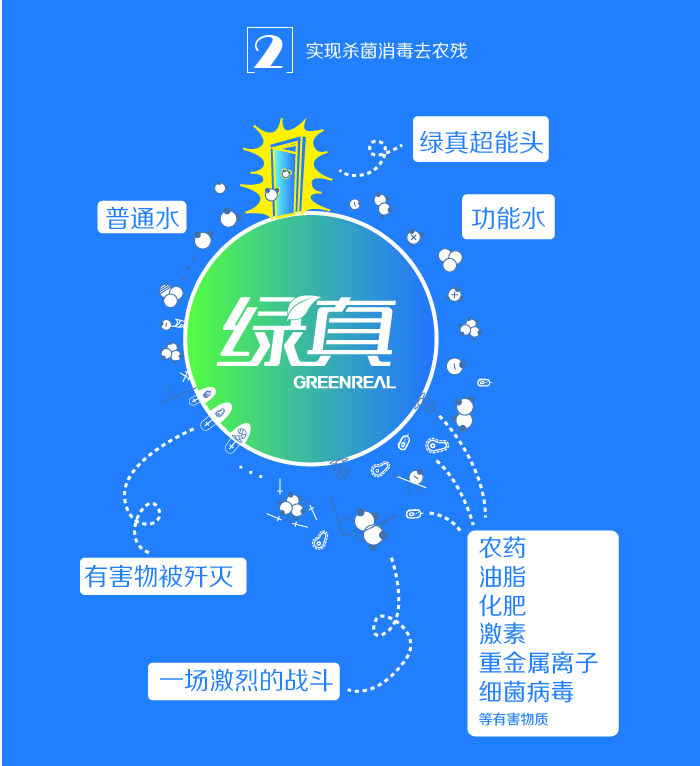 2
实现杀菌消毒去农残
绿真超能头
普通水
功能水
绿真
GREENREAL
有害物被歼灭
一场激烈的战斗
农药
油脂
化肥
激素
重金属离子
细菌病毒
等有害物质